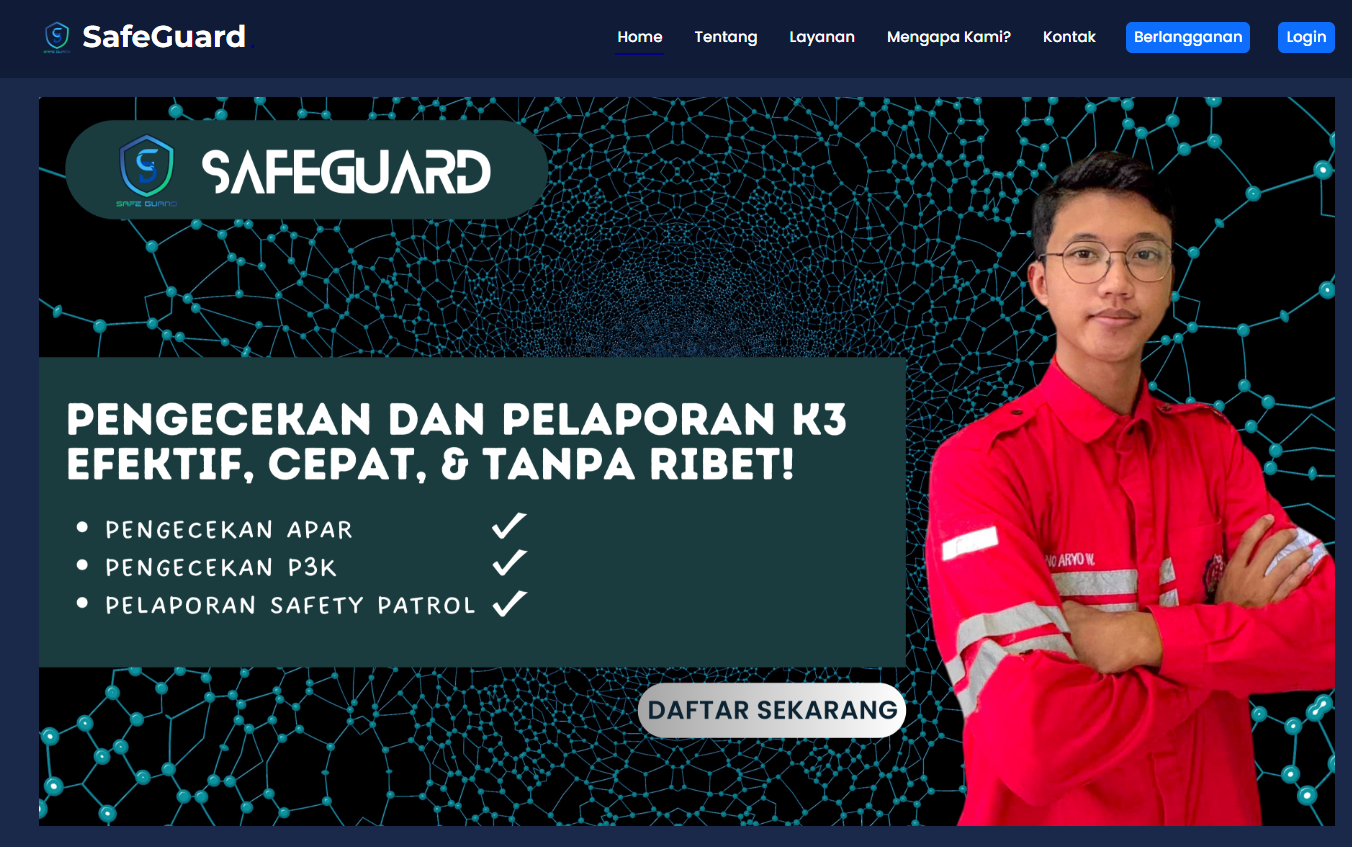 SafeGuard
Home
Tentang
Layanan
Mengapa Kami?
Kontak
Berlangganan
Login
SAFE GUARD
SAFEGUARD
PENGECEKAN DAN PELAPORAN K3
EFEKTIF, CEPAT, & TANPA RIBET!
• PENGECEKAN APAR
• PENGECEKAN P3K
• PELAPORAN SAFETY PATROL
ARYO W.
DAFTAR SEKARANG